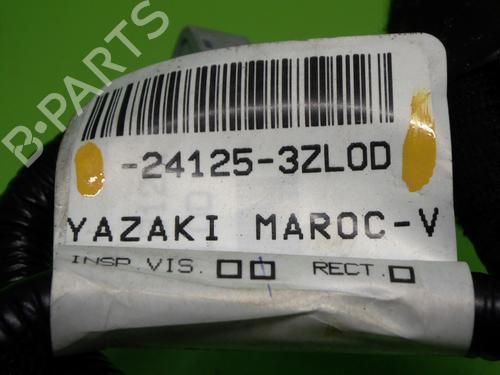 B-PARTS
-24125-3ZL0D
YAZAKI MAROC-V
INSP. VIS. RECT.